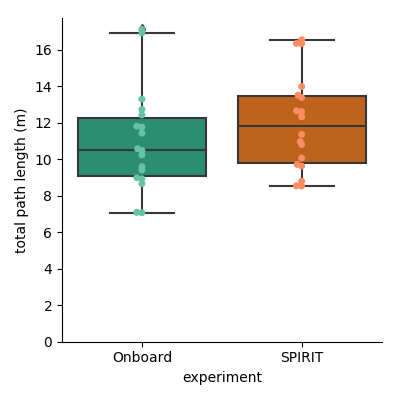 total path length (m)
16
14
12
10
8
6
4
2
0
Onboard
SPIRIT
experiment